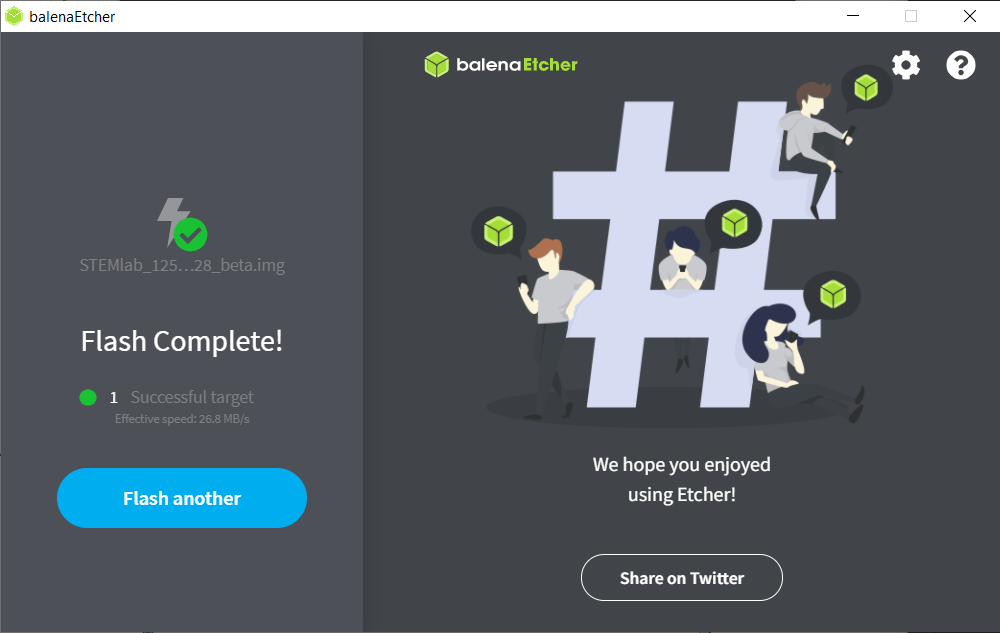 balenaEtcher
balenaEtcher
STEMlab_125...28_beta.img
Flash Complete!
1 Successful target
Effective speed: 26.8 MB/s
Flash another
We hope you enjoyed
using Etcher!
Share on Twitter